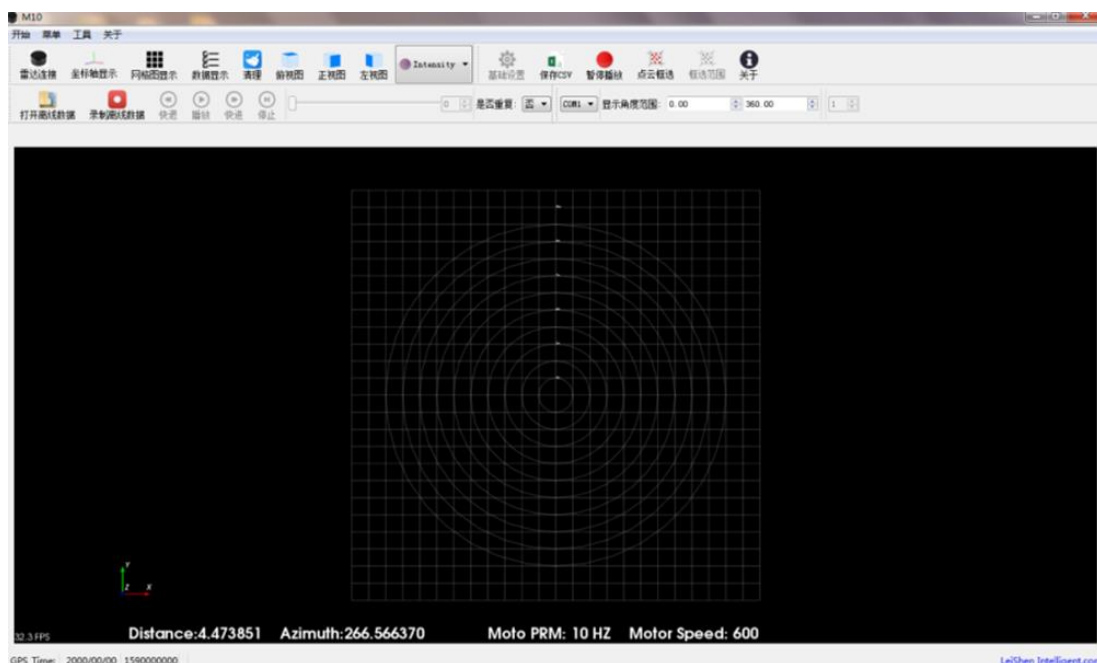 M10
开始 菜单 工具 关于
雷达连接 坐标轴显示 网格图显示 数据显示 清理 俯视图 正视图 左视图 Intensity 基础设置 保存CSV 暂停播放 点云框选 框选范围 关于
打开离线数据 录制离线数据 快退 播放 快进 停止 0 是否重复: 否 COM1 显示角度范围: 0.00 360.00 1
Y
Z X
32.3 FPS Distance:4.473851 Azimuth:266.566370 Moto PRM: 10 HZ Motor Speed: 600
GPS Time: 2000/00/00 1590000000 LeiShen Intelligent.com